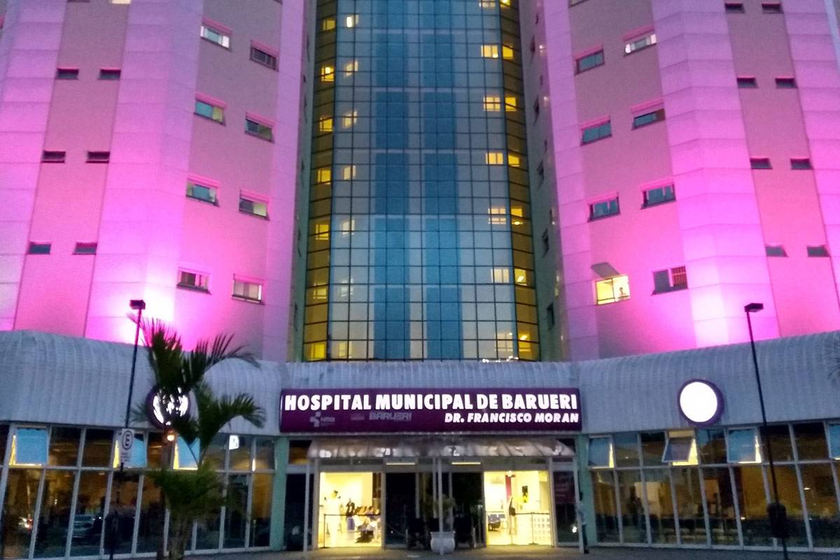 HOSPITAL MUNICIPAL DE BARUERI
BARUERI
DR. FRANCISCO MORAN